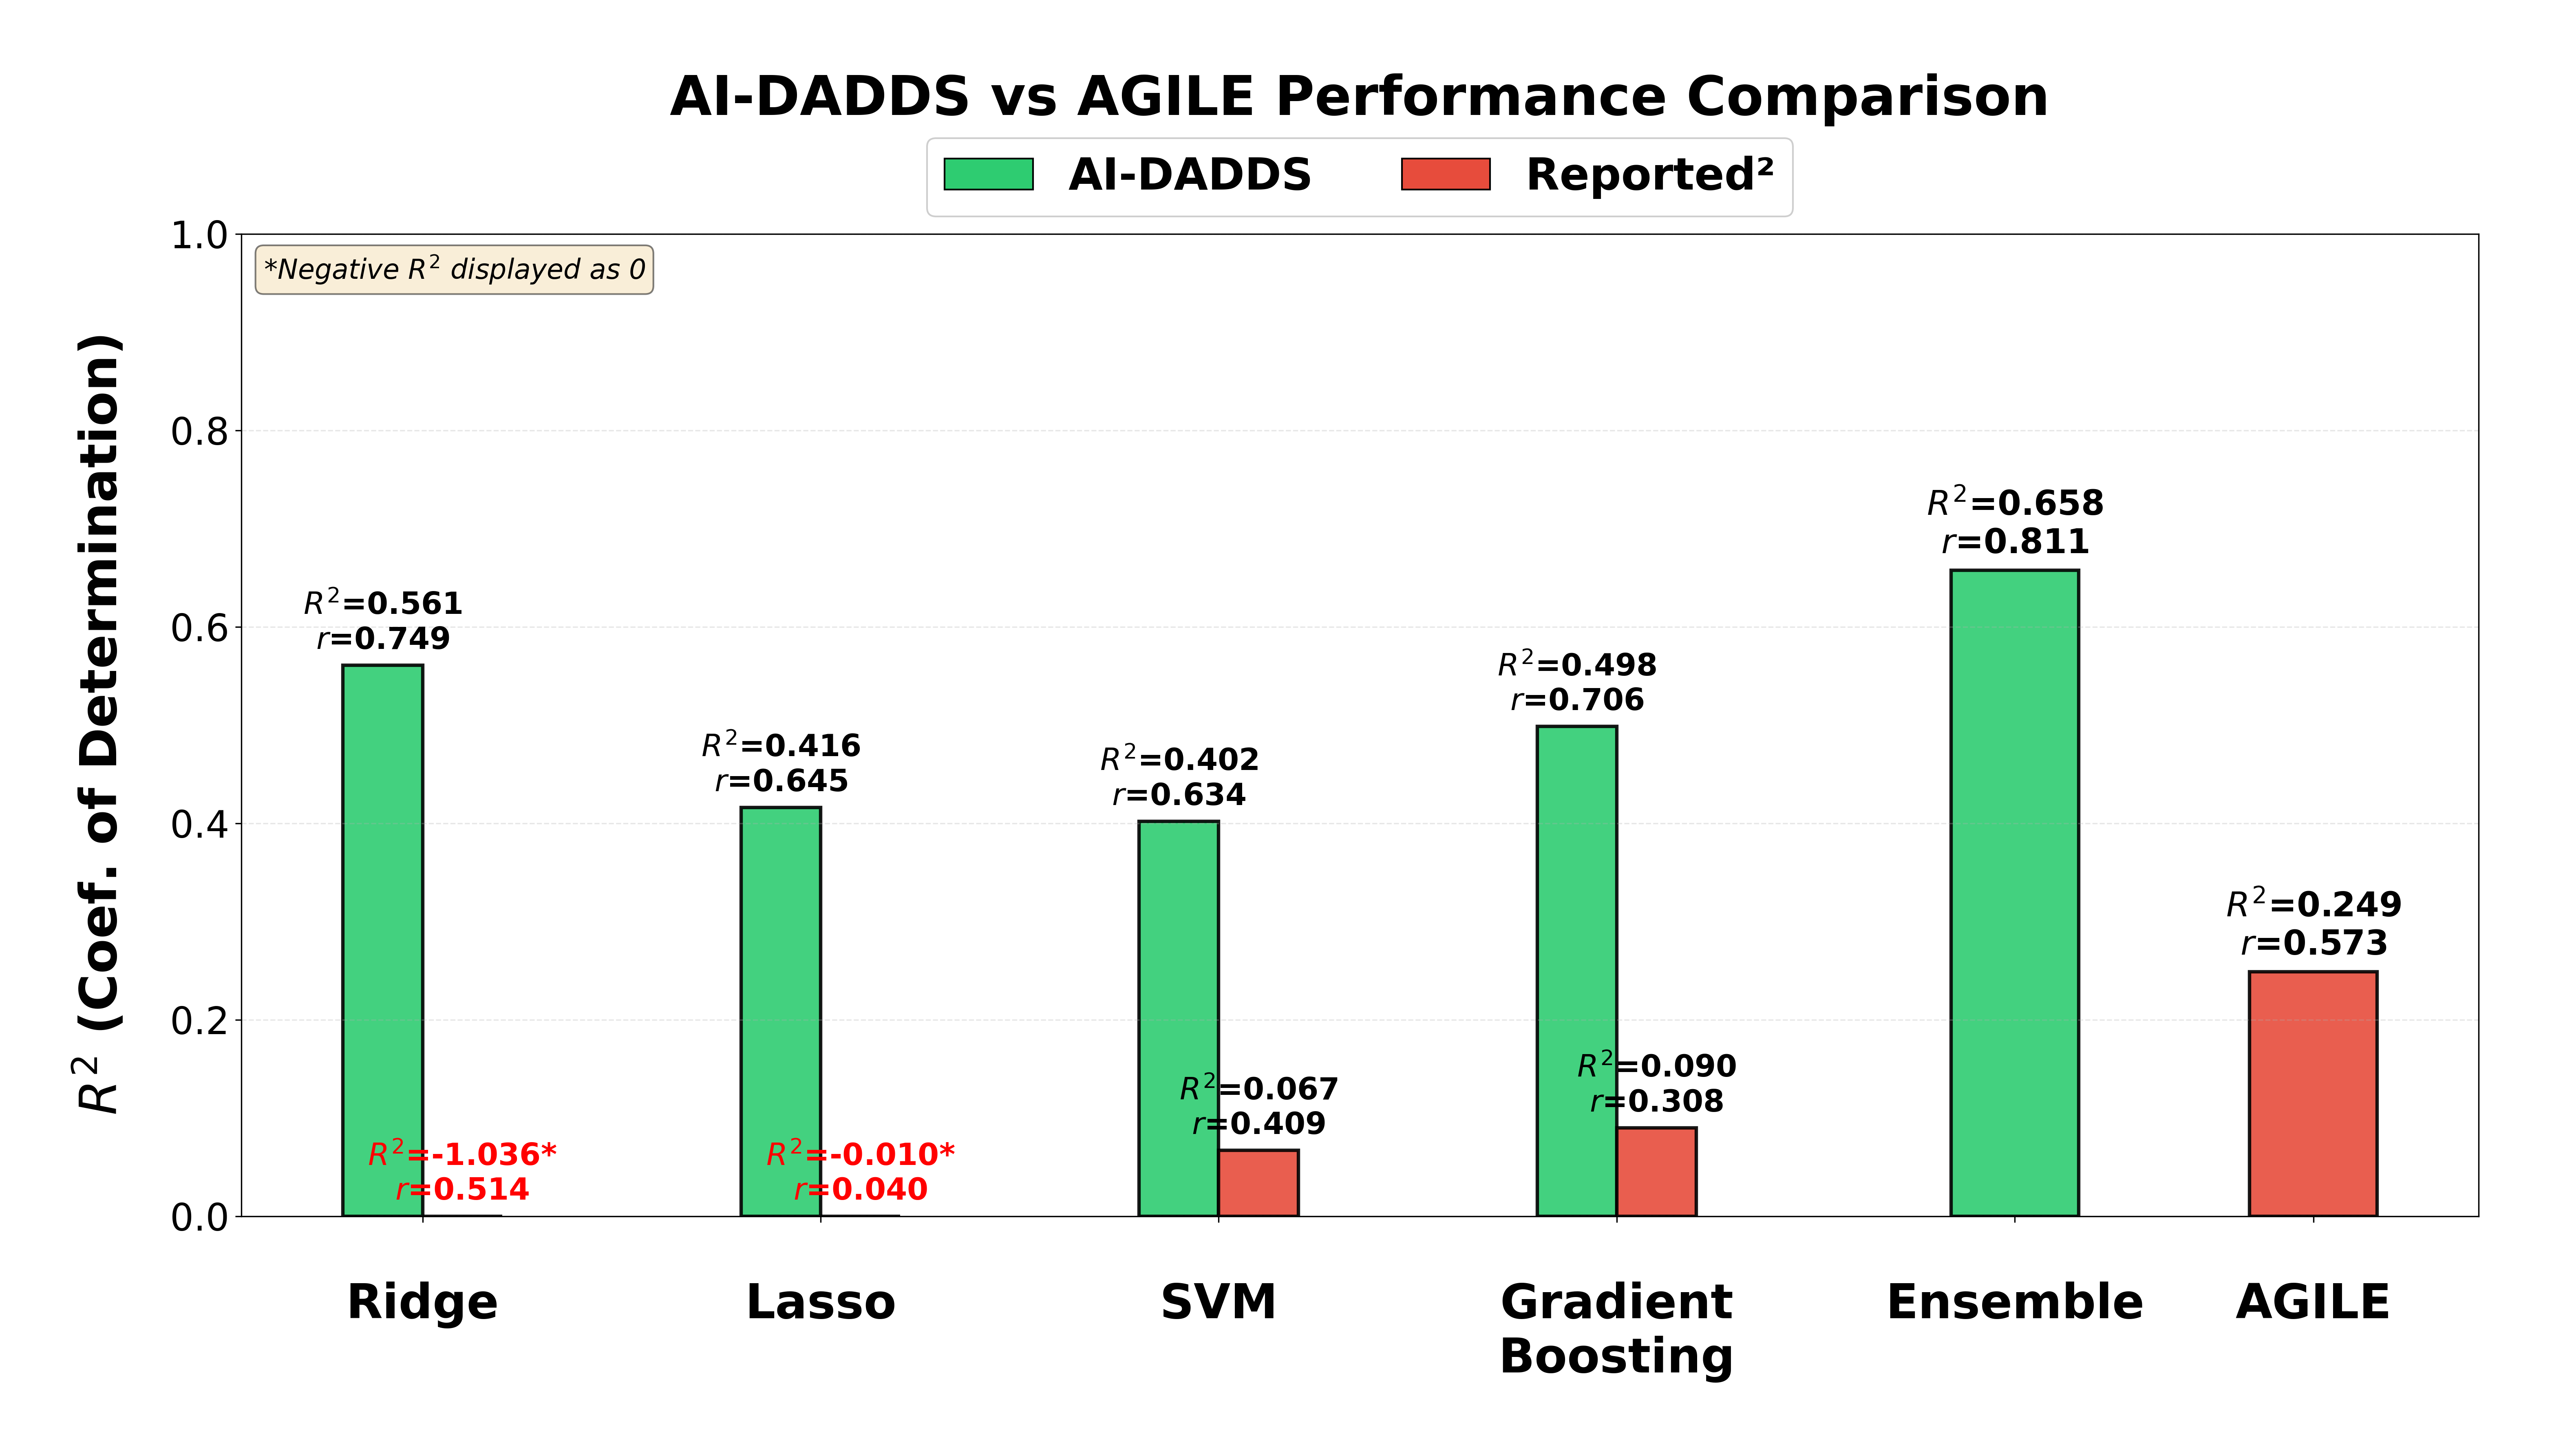 AI-DADDS vs AGILE Performance Comparison
AI-DADDS
Reported²
*Negative R² displayed as 0
R² (Coef. of Determination)
1.0
0.8
0.6
0.4
0.2
0.0
R²=0.561
r=0.749
R²=-1.036*
r=0.514
R²=0.416
r=0.645
R²=-0.010*
r=0.040
R²=0.402
r=0.634
R²=0.067
r=0.409
R²=0.498
r=0.706
R²=0.090
r=0.308
R²=0.658
r=0.811
R²=0.249
r=0.573
Ridge
Lasso
SVM
Gradient
Boosting
Ensemble
AGILE